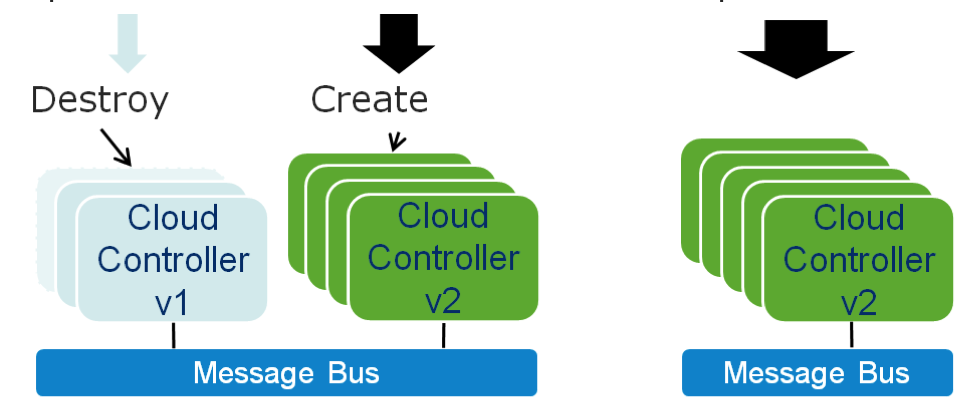 Destroy
Create
Cloud
Controller
v1
Cloud
Controller
v2
Message Bus
Cloud
Controller
v2
Message Bus